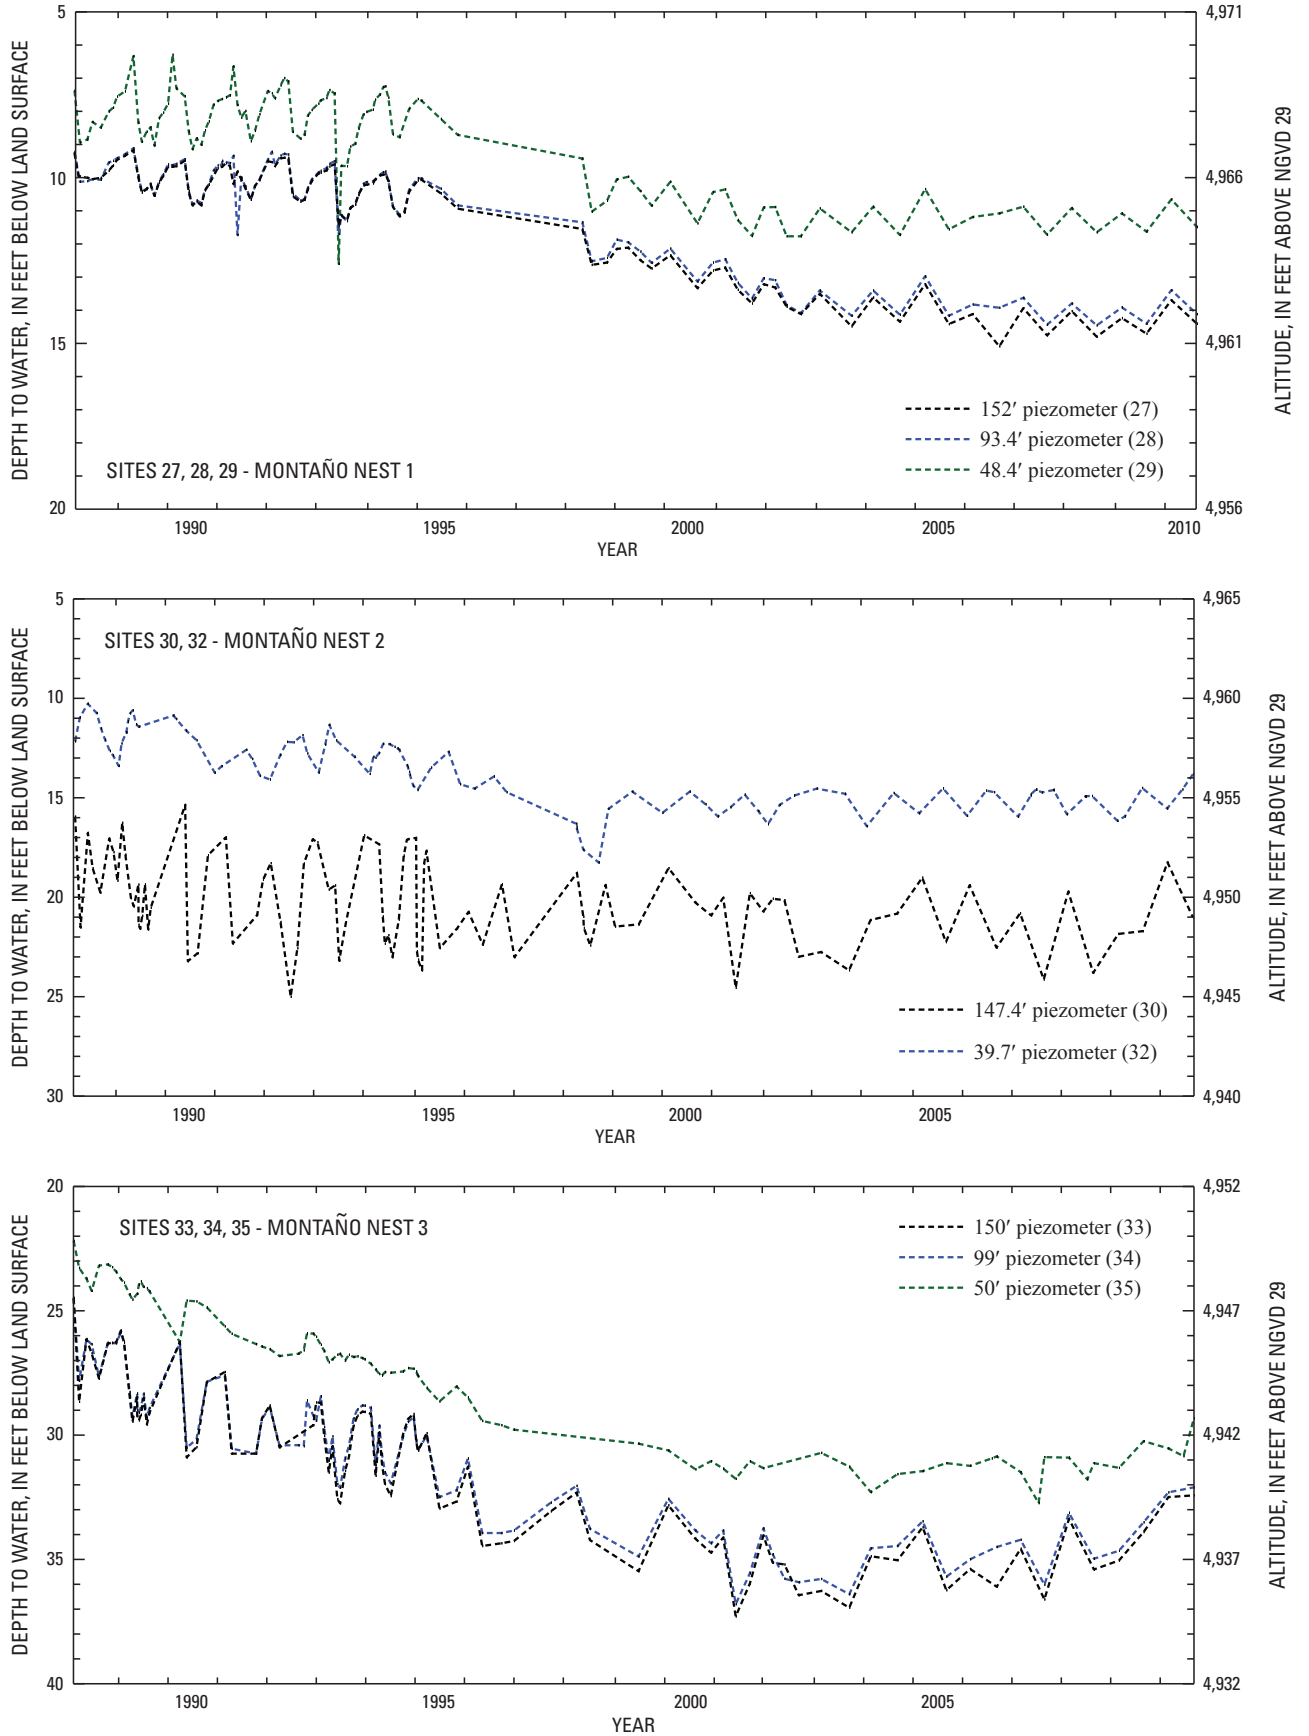 DEPTH TO WATER, IN FEET BELOW LAND SURFACE
5
10
15
20
4,971
4,966
4,961
4,956
ALTITUDE, IN FEET ABOVE NGVD 29
152′ piezometer (27)
93.4′ piezometer (28)
48.4′ piezometer (29)
SITES 27, 28, 29 - MONTAÑO NEST 1
1990 1995 2000 2005 2010
YEAR
DEPTH TO WATER, IN FEET BELOW LAND SURFACE
5
10
15
20
25
30
4,965
4,960
4,955
4,950
4,945
4,940
ALTITUDE, IN FEET ABOVE NGVD 29
SITES 30, 32 - MONTAÑO NEST 2
147.4′ piezometer (30)
39.7′ piezometer (32)
1990 1995 2000 2005
YEAR
DEPTH TO WATER, IN FEET BELOW LAND SURFACE
20
25
30
35
40
4,952
4,947
4,942
4,937
4,932
ALTITUDE, IN FEET ABOVE NGVD 29
SITES 33, 34, 35 - MONTAÑO NEST 3
150′ piezometer (33)
99′ piezometer (34)
50′ piezometer (35)
1990 1995 2000 2005
YEAR